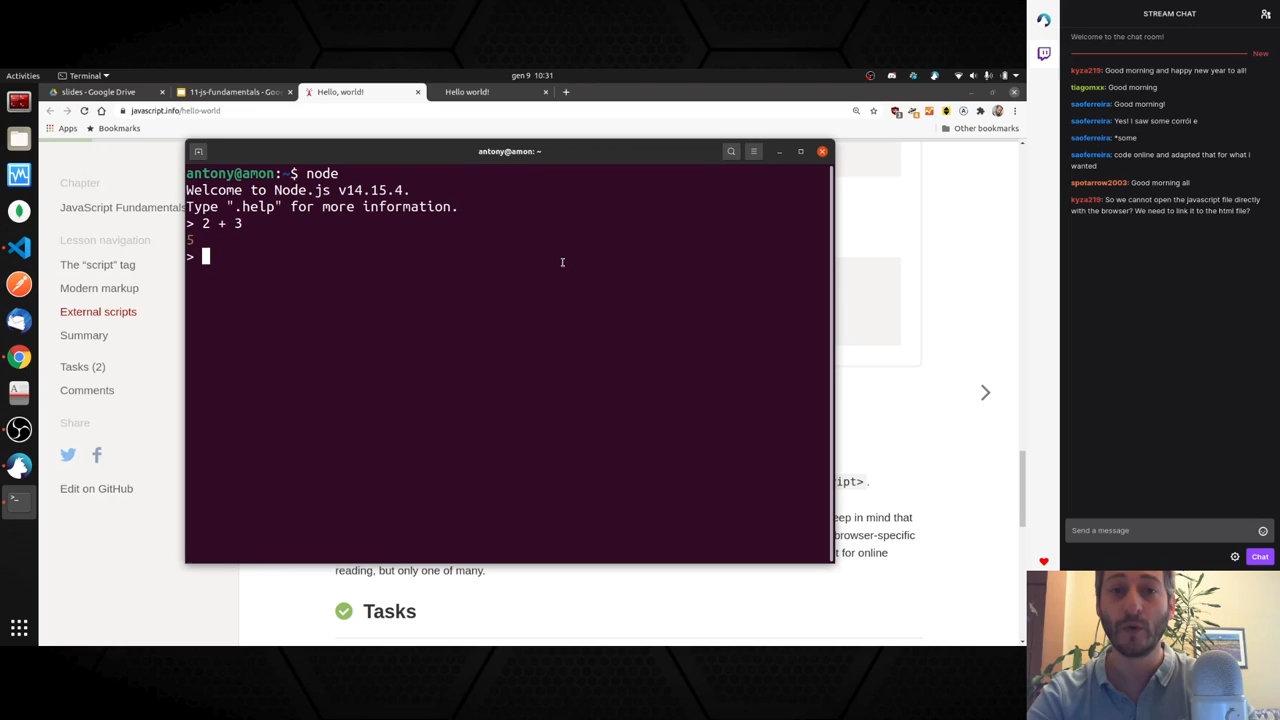 STREAM CHAT
Welcome to the chat room!
New
kyza219: Good morning and happy new year to all!
tiagomxx: Good morning
saoferreira: Good morning!
saoferreira: Yes! I saw some corrói e
saoferreira: *some
saoferreira: code online and adapted that for what i
wanted
spotarrow2003: Good morning all
kyza219: So we cannot open the javascript file directly
with the browser? We need to link it to the html file?
Send a message
Chat
Activities
Terminal
gen 9 10:31
slides - Google Drive
11-js-fundamentals - Goo
Hello, world!
Hello world!
javascript.info/hello-world
Apps
Bookmarks
Other bookmarks
Chapter
JavaScript Fundamentals
Lesson navigation
The “script” tag
Modern markup
External scripts
Summary
Tasks (2)
Comments
Share
Edit on GitHub
antony@amon: ~
antony@amon:~$ node
Welcome to Node.js v14.15.4.
Type ".help" for more information.
> 2 + 3
5
>
ipt>.
eep in mind that
browser-specific
t for online
reading, but only one of many.
Tasks